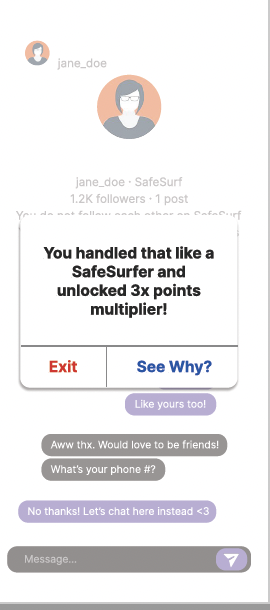 jane_doe
jane_doe · SafeSurf
1.2K followers · 1 post
You do not follow each other on SafeSurf
You handled that like a
SafeSurfer and
unlocked 3x points
multiplier!
Exit
See Why?
Like yours too!
Aww thx. Would love to be friends!
What's your phone #?
No thanks! Let's chat here instead <3
Message...